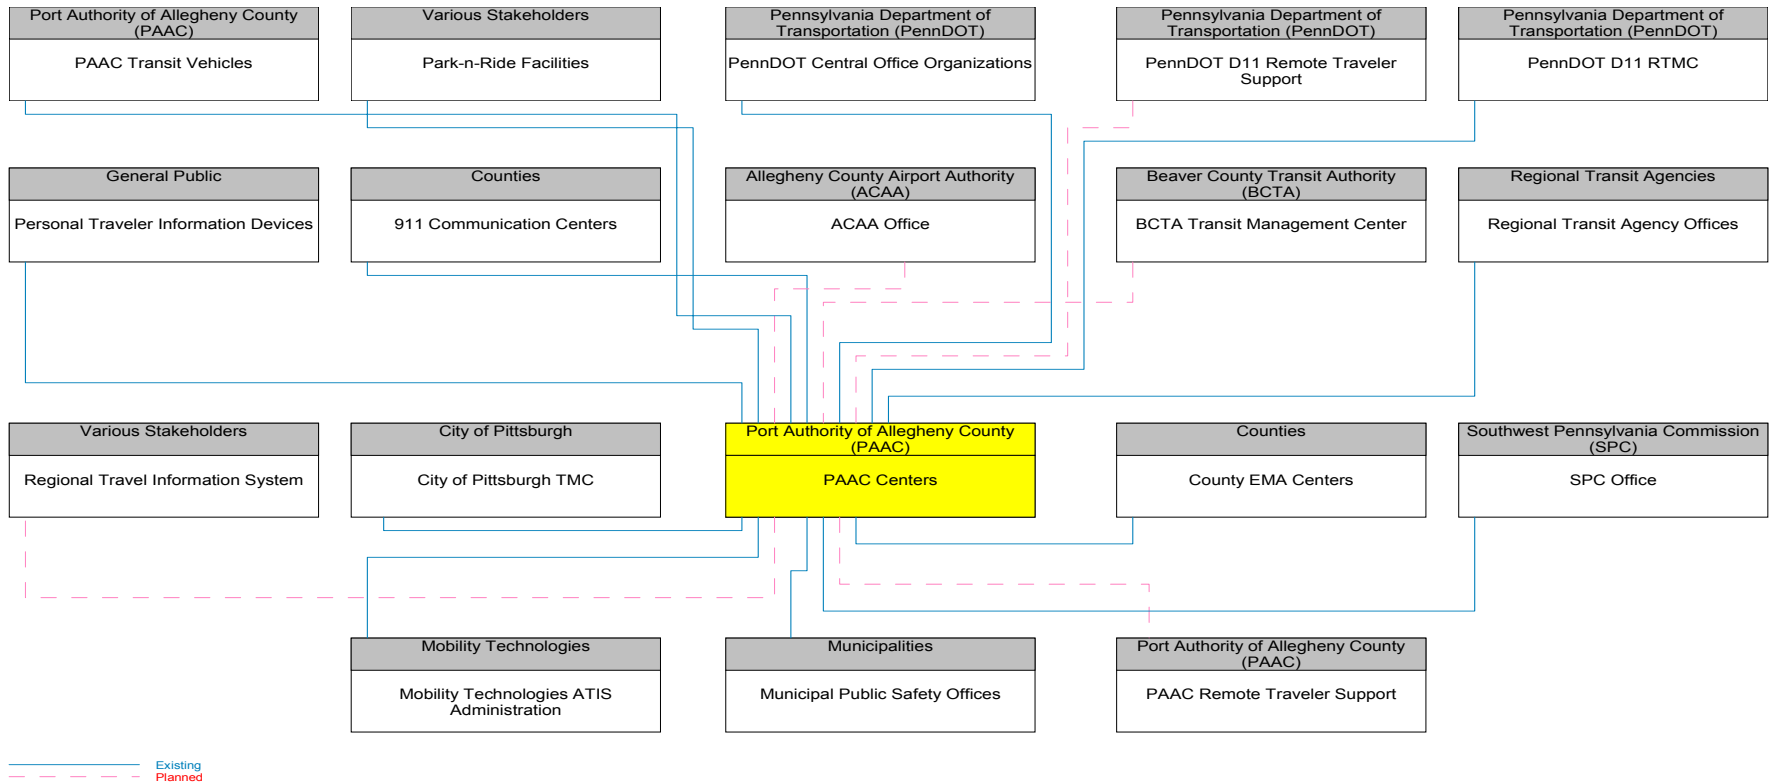 Port Authority of Allegheny County
(PAAC)
PAAC Transit Vehicles
Various Stakeholders
Park-n-Ride Facilities
Pennsylvania Department of
Transportation (PennDOT)
PennDOT Central Office Organizations
Pennsylvania Department of
Transportation (PennDOT)
PennDOT D11 Remote Traveler
Support
Pennsylvania Department of
Transportation (PennDOT)
PennDOT D11 RTMC
General Public
Personal Traveler Information Devices
Counties
911 Communication Centers
Allegheny County Airport Authority
(ACAA)
ACAA Office
Beaver County Transit Authority
(BCTA)
BCTA Transit Management Center
Regional Transit Agencies
Regional Transit Agency Offices
Various Stakeholders
Regional Travel Information System
City of Pittsburgh
City of Pittsburgh TMC
Port Authority of Allegheny County
(PAAC)
PAAC Centers
Counties
County EMA Centers
Southwest Pennsylvania Commission
(SPC)
SPC Office
Mobility Technologies
Mobility Technologies ATIS
Administration
Municipalities
Municipal Public Safety Offices
Port Authority of Allegheny County
(PAAC)
PAAC Remote Traveler Support
Existing
Planned